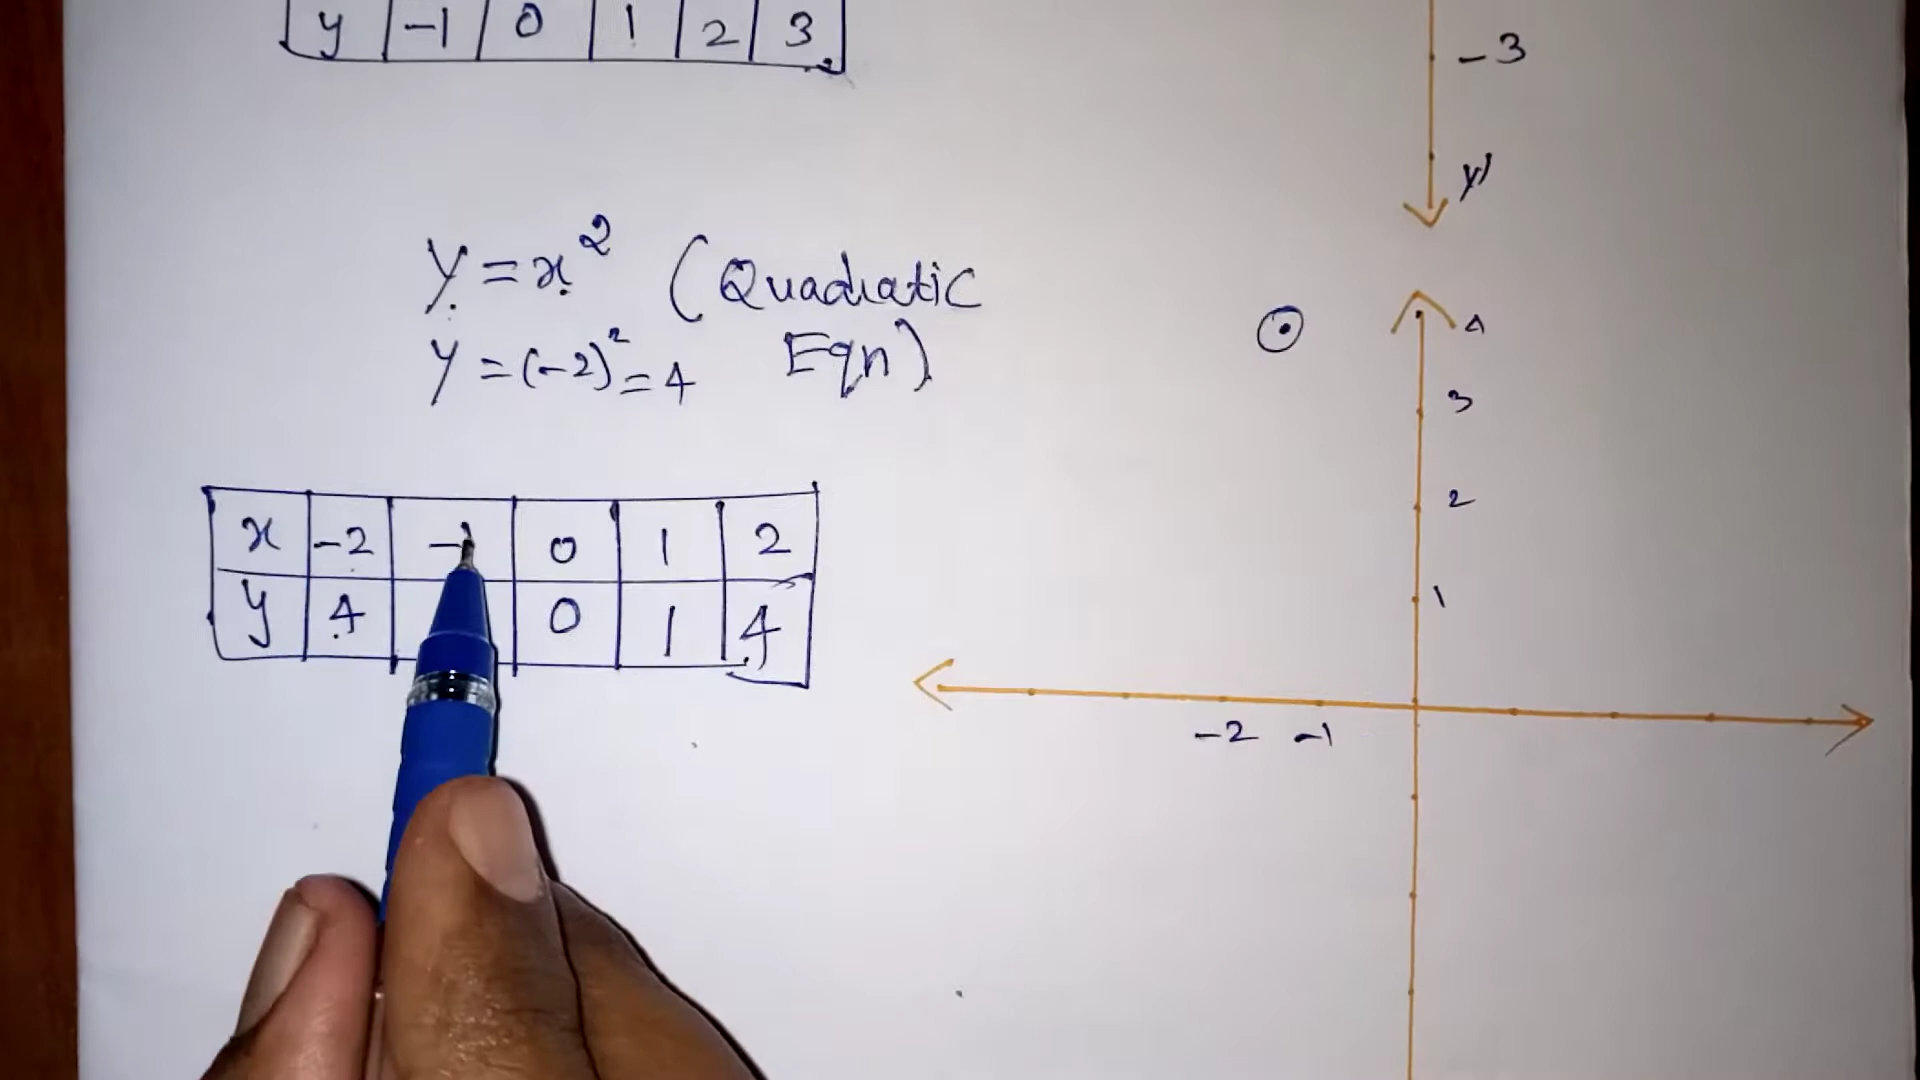 y -1 0 1 2 3
y = x² (Quadratic
y = (-2)² = 4 Eqn)
x -2 -1 0 1 2
y 4 0 1 4
-3
y'
4
3
2
1
-2 -1